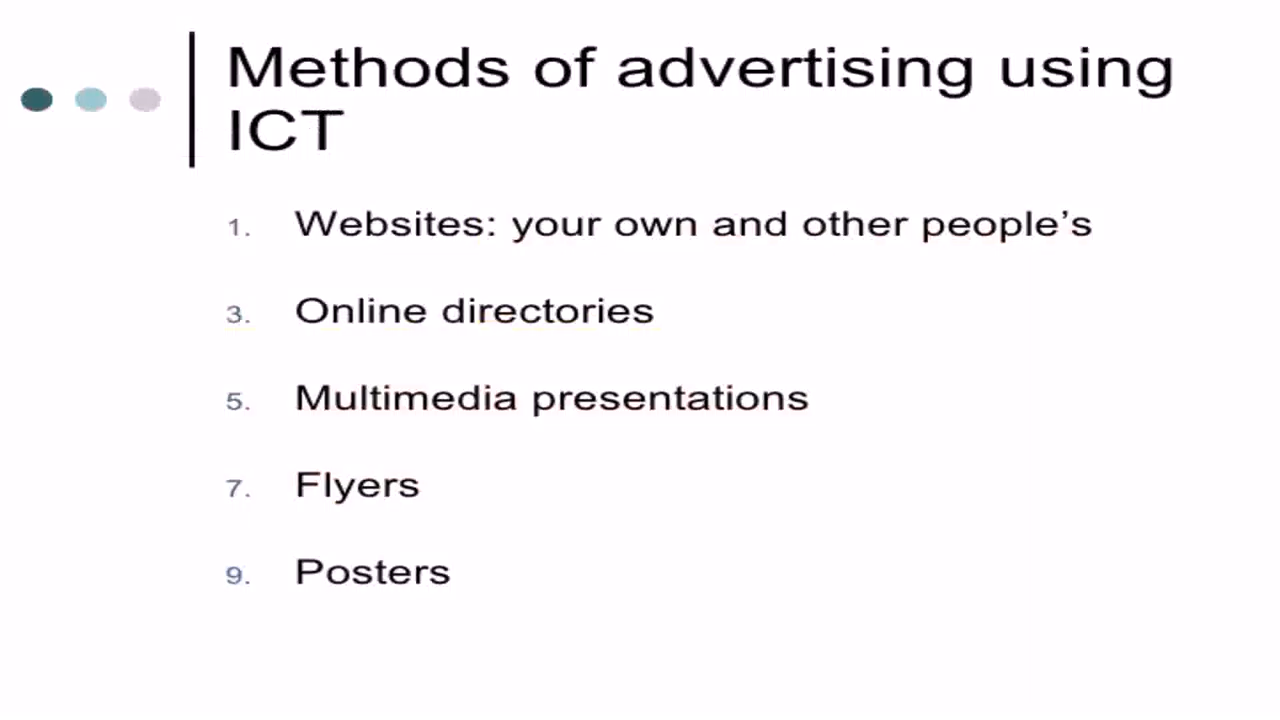 Methods of advertising using
ICT
1. Websites: your own and other people’s
3. Online directories
5. Multimedia presentations
7. Flyers
9. Posters